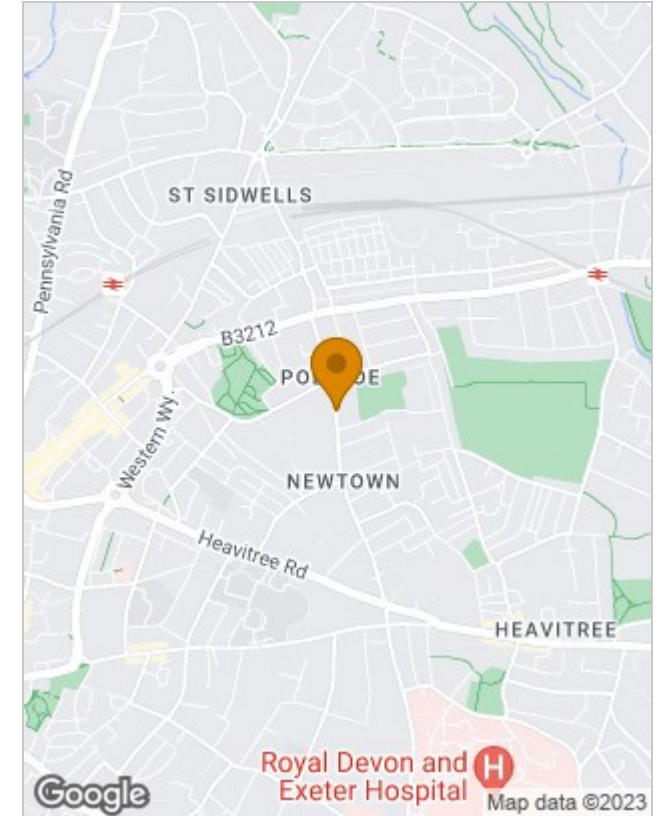 Pennsylvania Rd
ST SIDWELLS
B3212
Western Wy.
NEWTOWN
Heavitree Rd
HEAVITREE
Royal Devon and
Exeter Hospital
H
Google
Map data ©2023